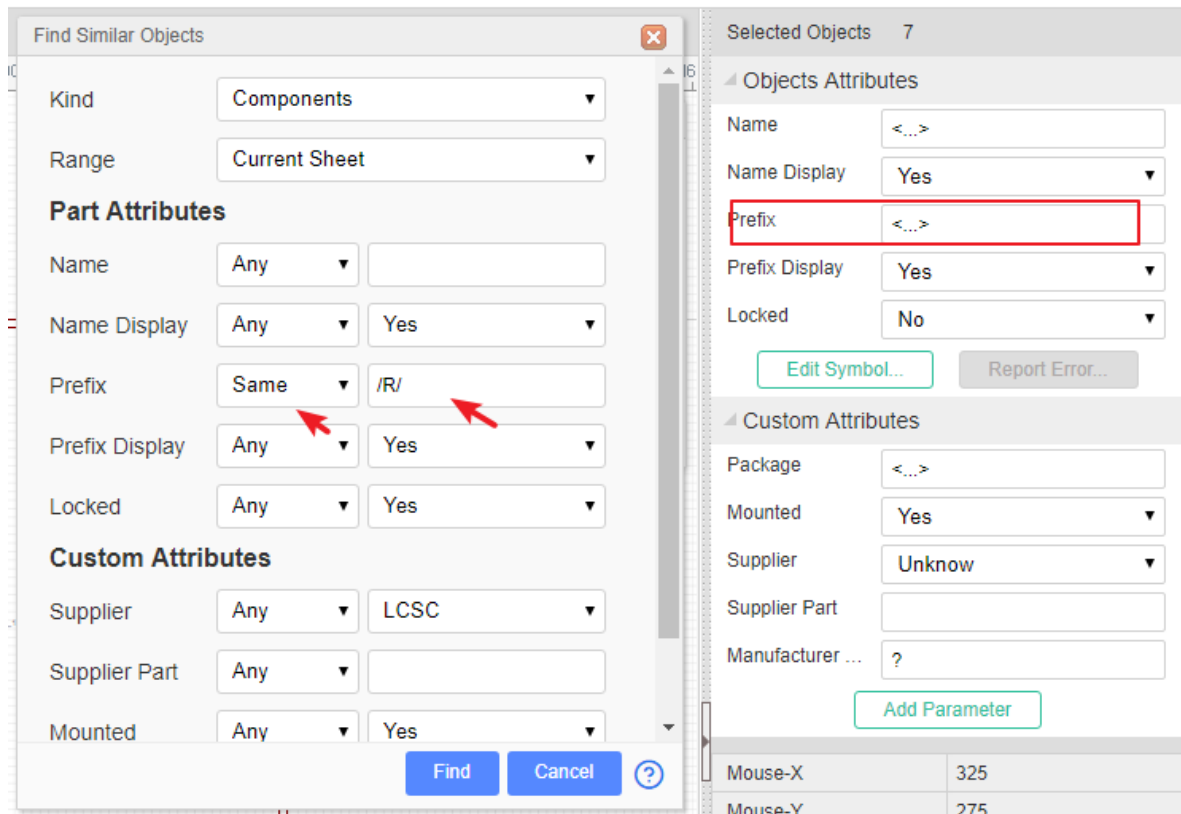 Find Similar Objects
Kind Components
Range Current Sheet
Part Attributes
Name Any
Name Display Any Yes
Prefix Same /R/
Prefix Display Any Yes
Locked Any Yes
Custom Attributes
Supplier Any LCSC
Supplier Part Any
Mounted Any Yes
Find Cancel ?
Selected Objects 7
Objects Attributes
Name <...>
Name Display Yes
Prefix <...>
Prefix Display Yes
Locked No
Edit Symbol... Report Error...
Custom Attributes
Package <...>
Mounted Yes
Supplier Unknow
Supplier Part
Manufacturer ... ?
Add Parameter
Mouse-X 325
Mouse-Y 275